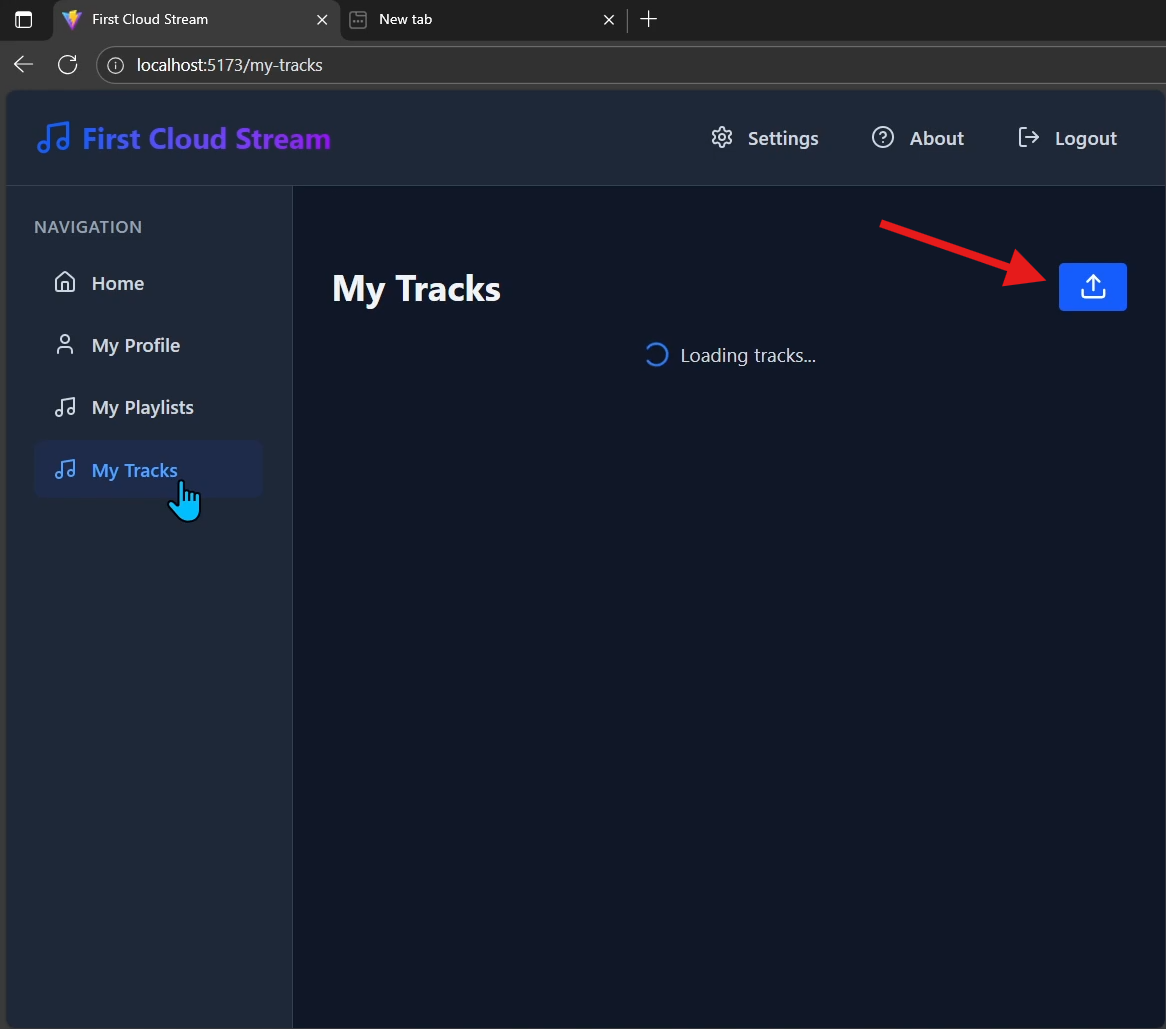 First Cloud Stream
New tab
localhost:5173/my-tracks
First Cloud Stream
Settings
About
Logout
NAVIGATION
Home
My Profile
My Playlists
My Tracks
My Tracks
Loading tracks...